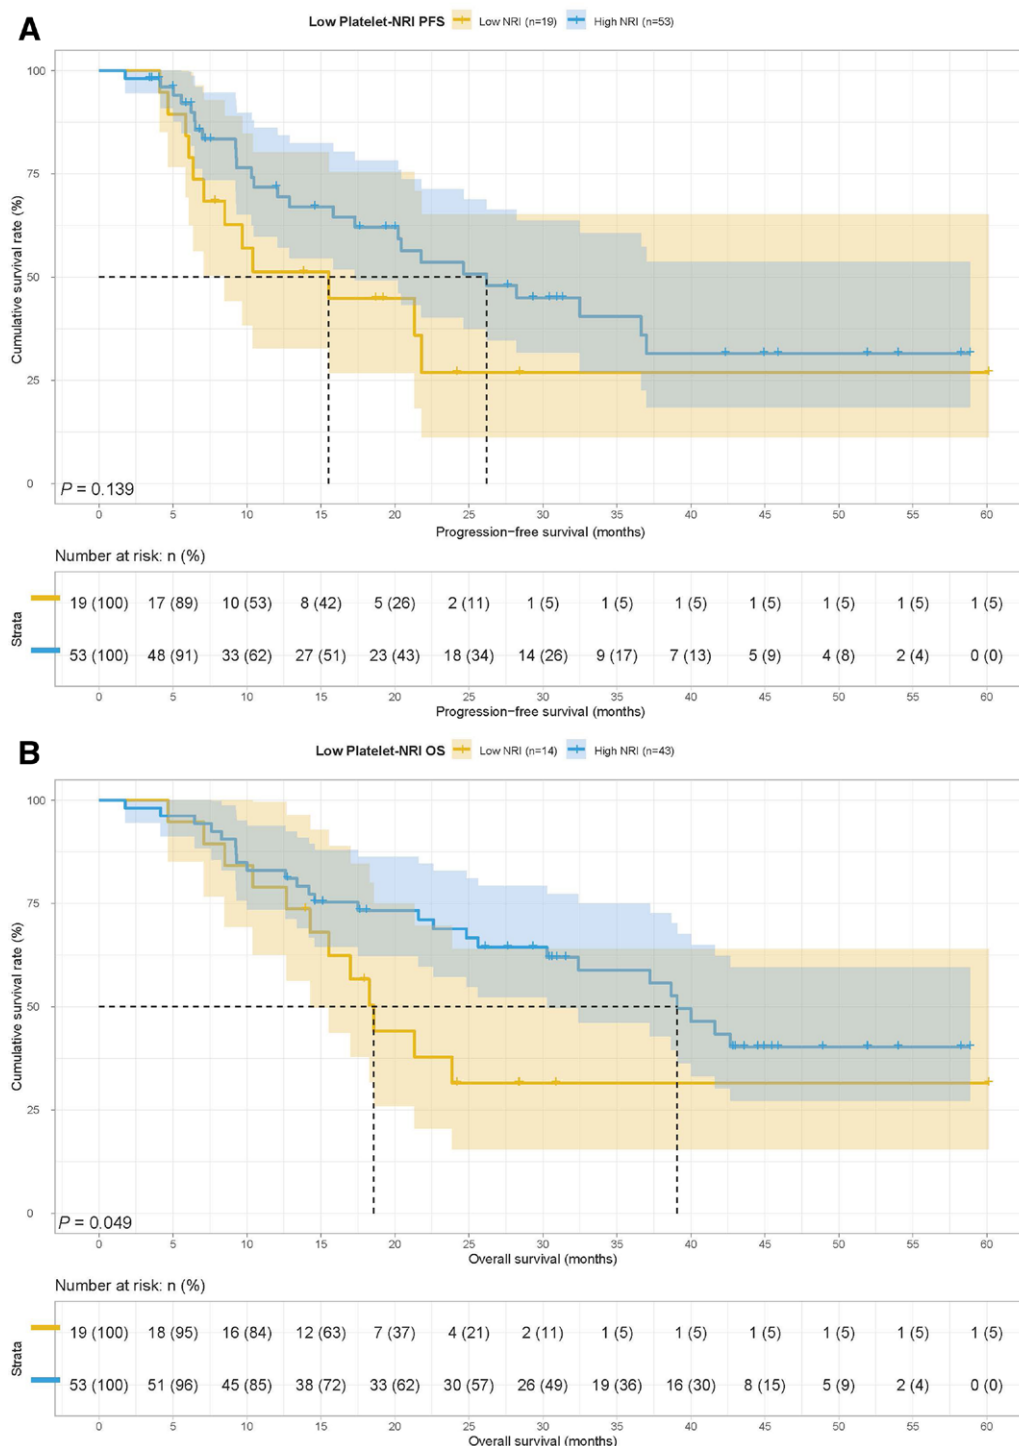 A
Low Platelet-NRI PFS Low NRI (n=19) High NRI (n=53)
Cumulative survival rate (%)
100
75
50
25
0
P = 0.139
0 5 10 15 20 25 30 35 40 45 50 55 60
Progression−free survival (months)
Number at risk: n (%)
Strata
19 (100) 17 (89) 10 (53) 8 (42) 5 (26) 2 (11) 1 (5) 1 (5) 1 (5) 1 (5) 1 (5) 1 (5) 1 (5)
53 (100) 48 (91) 33 (62) 27 (51) 23 (43) 18 (34) 14 (26) 9 (17) 7 (13) 5 (9) 4 (8) 2 (4) 0 (0)
0 5 10 15 20 25 30 35 40 45 50 55 60
Progression−free survival (months)
B
Low Platelet-NRI OS Low NRI (n=14) High NRI (n=43)
Cumulative survival rate (%)
100
75
50
25
0
P = 0.049
0 5 10 15 20 25 30 35 40 45 50 55 60
Overall survival (months)
Number at risk: n (%)
Strata
19 (100) 18 (95) 16 (84) 12 (63) 7 (37) 4 (21) 2 (11) 1 (5) 1 (5) 1 (5) 1 (5) 1 (5) 1 (5)
53 (100) 51 (96) 45 (85) 38 (72) 33 (62) 30 (57) 26 (49) 19 (36) 16 (30) 8 (15) 5 (9) 2 (4) 0 (0)
0 5 10 15 20 25 30 35 40 45 50 55 60
Overall survival (months)